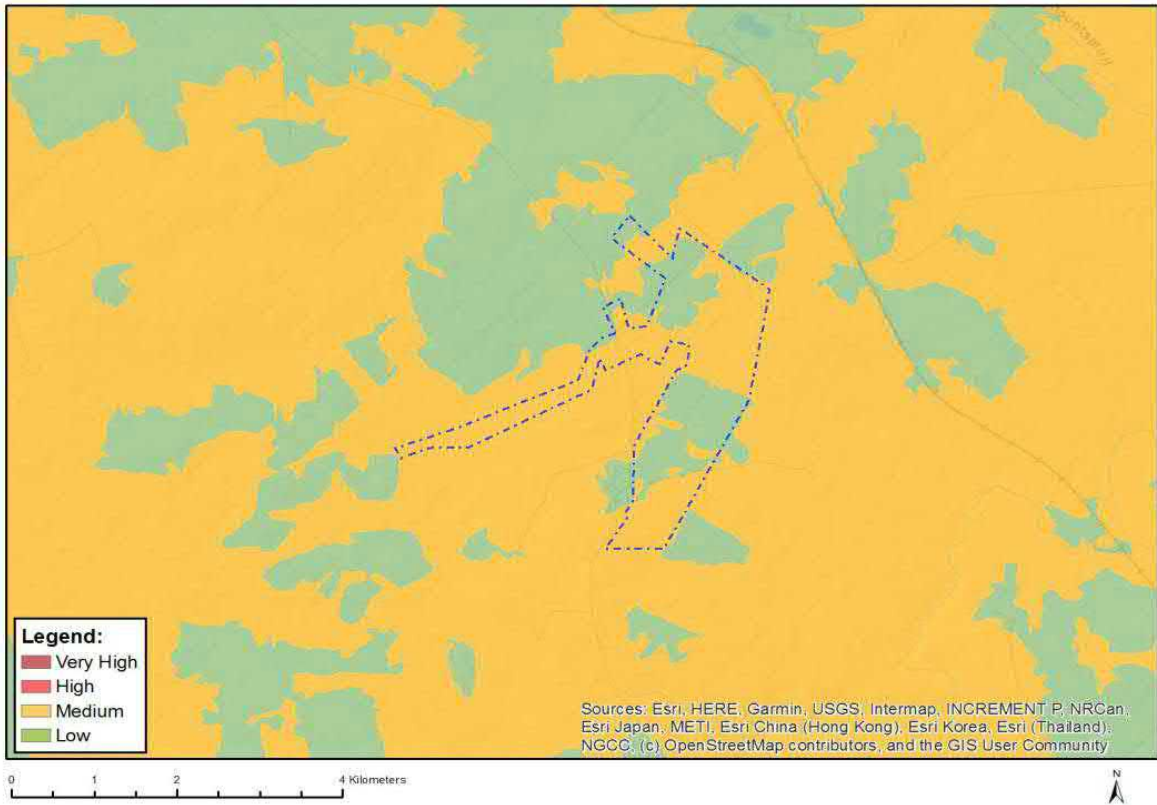 Legend:
Very High
High
Medium
Low
Sources: Esri, HERE, Garmin, USGS, Intermap, INCREMENT P, NRCan,
Esri Japan, METI, Esri China (Hong Kong), Esri Korea, Esri (Thailand),
NGCC, (c) OpenStreetMap contributors, and the GIS User Community
0 1 2 4 Kilometers
N